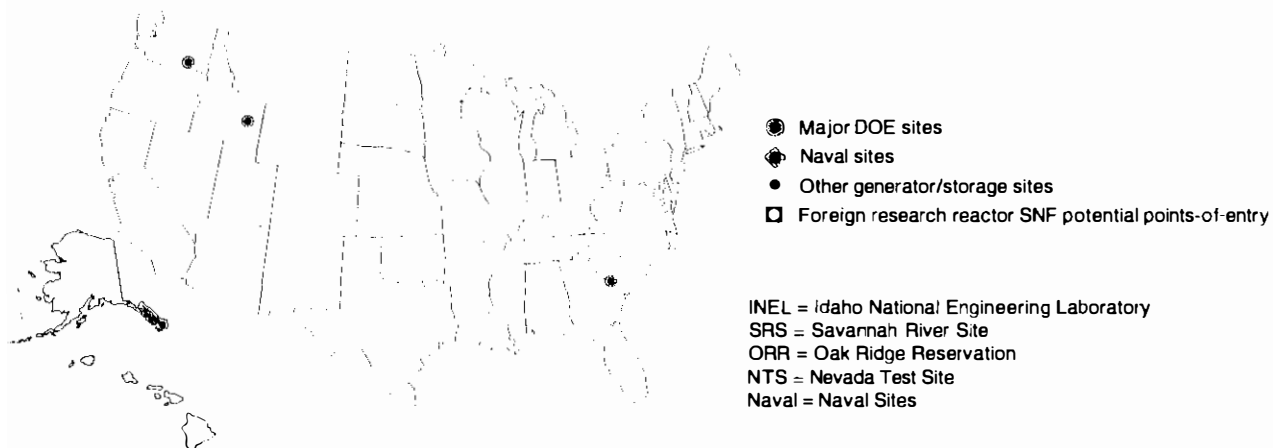 Major DOE sites
Naval sites
Other generator/storage sites
Foreign research reactor SNF potential points-of-entry
INEL = Idaho National Engineering Laboratory
SRS = Savannah River Site
ORR = Oak Ridge Reservation
NTS = Nevada Test Site
Naval = Naval Sites